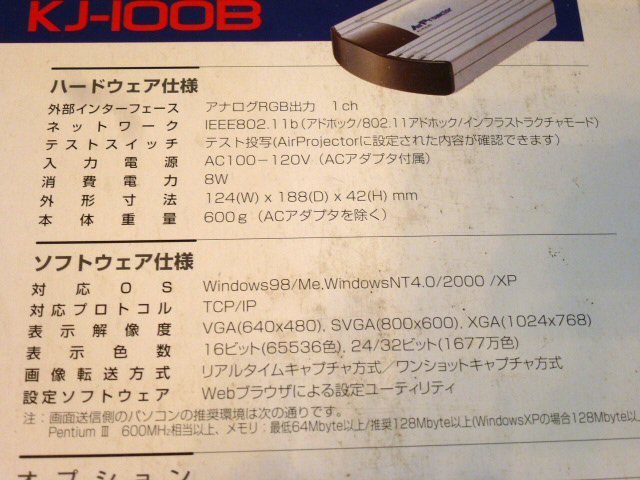 KJ-100B
AirProjector
ハードウェア仕様
外部インターフェース アナログRGB出力 1ch
ネットワーク IEEE802.11b(アドホック/802.11アドホック/インフラストラクチャモード)
テストスイッチ テスト投写(AirProjectorに設定された内容が確認できます)
入力電源 AC100-120V(ACアダプタ付属)
消費電力 8W
外形寸法 124(W) x 188(D) x 42(H) mm
本体重量 600g(ACアダプタを除く)
ソフトウェア仕様
対応OS Windows98/Me,WindowsNT4.0/2000 /XP
対応プロトコル TCP/IP
表示解像度 VGA(640x480), SVGA(800x600), XGA(1024x768)
表示色数 16ビット(65536色), 24/32ビット(1677万色)
画像転送方式 リアルタイムキャプチャ方式/ワンショットキャプチャ方式
設定ソフトウェア Webブラウザによる設定ユーティリティ
注:画面送信側のパソコンの推奨環境は次の通りです。
Pentium Ⅲ 600MHz相当以上、メモリ:最低64Mbyte以上/推奨128Mbyte以上(WindowsXPの場合128Mbyte以上
オプション